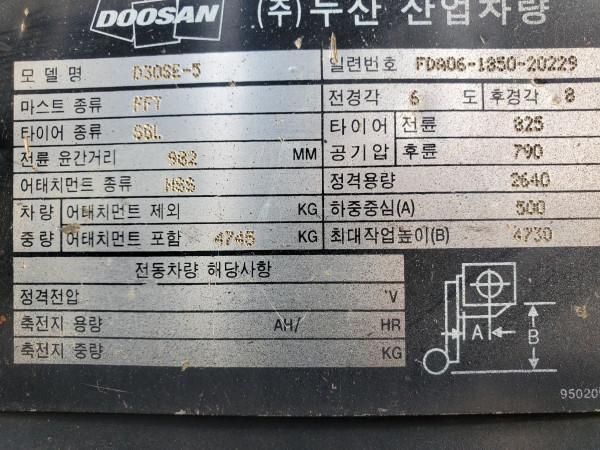 DOOSAN (주) 두산 산업차량
모 델 명 D30SE-5 일련번호 FDA06-1850-20229
마스트 종류 FFT 전경각 6 도 후경각 8
타이어 종류 SBL 타이어 전륜 825
전륜 윤간거리 982 MM 공기압 후륜 790
어태치먼트 종류 HSS 정격용량 2640
차량 어태치먼트 제외 KG 하중중심(A) 500
중량 어태치먼트 포함 4745 KG 최대작업높이(B) 4730
전동차량 해당사항
정격전압 V
축전지 용량 AH/ HR
축전지 중량 KG
A B